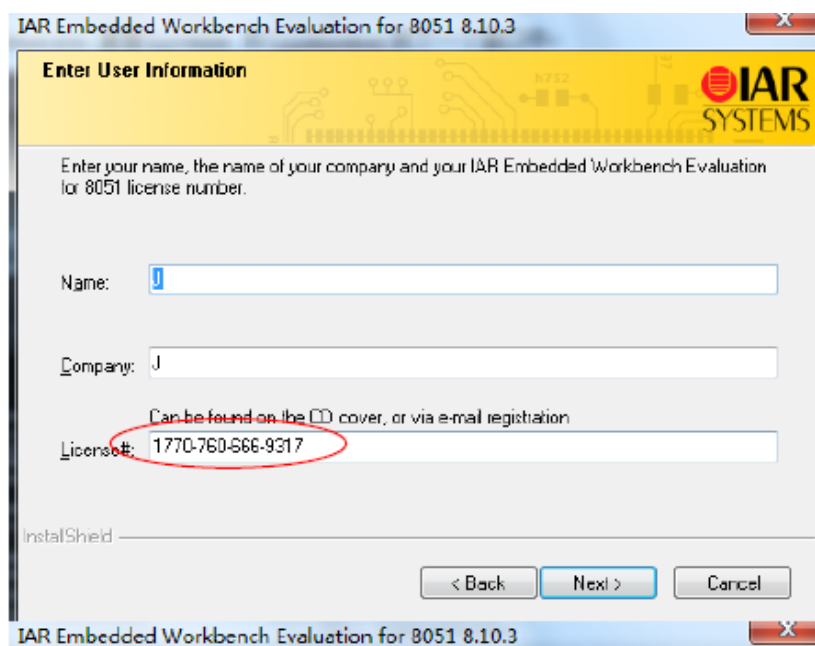 IAR Embedded Workbench Evaluation for 8051 8.10.3
X
Enter User Information
h752
IAR
SYSTEMS
Enter your name, the name of your company and your IAR Embedded Workbench Evaluation
for 8051 license number.
Name:
J
Company:
J
Can be found on the CD cover, or via e-mail registration
License#:
1770-760-666-9317
InstallShield
< Back
Next >
Cancel
IAR Embedded Workbench Evaluation for 8051 8.10.3
X